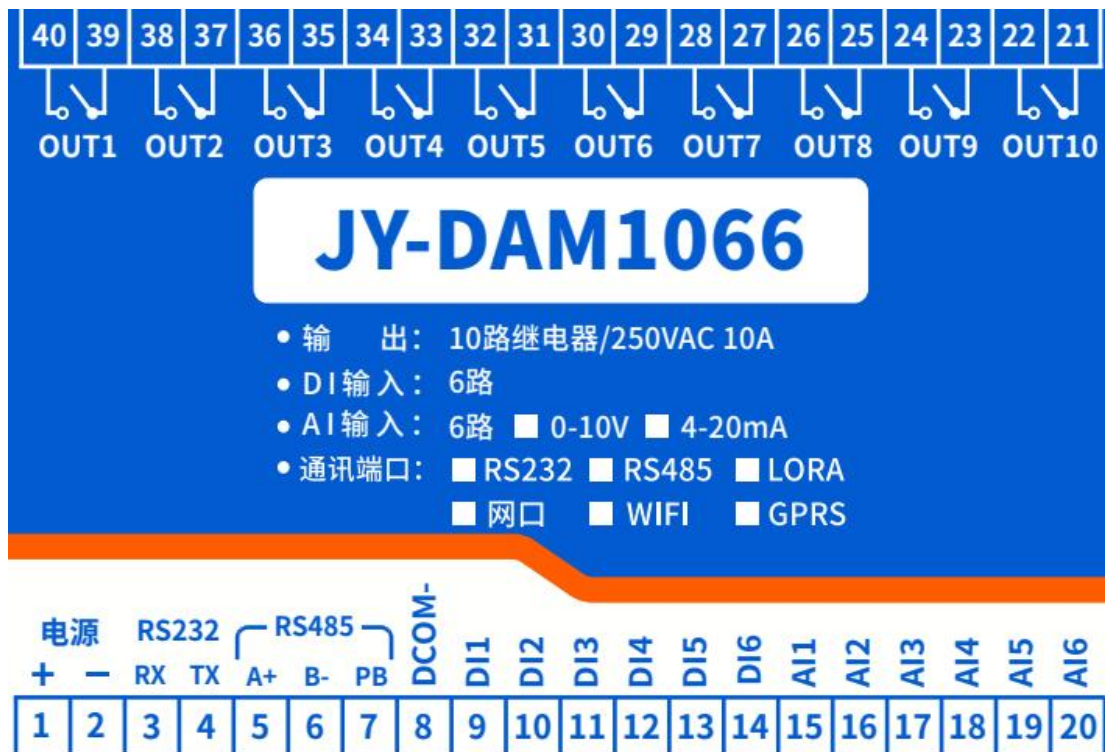 40 39 38 37 36 35 34 33 32 31 30 29 28 27 26 25 24 23 22 21
OUT1 OUT2 OUT3 OUT4 OUT5 OUT6 OUT7 OUT8 OUT9 OUT10
JY-DAM1066
• 输 出: 10路继电器/250VAC 10A
• DI输入: 6路
• AI输入: 6路 ■ 0-10V ■ 4-20mA
• 通讯端口: ■ RS232 ■ RS485 ■ LORA
■ 网口 ■ WIFI ■ GPRS
电源 RS232 RS485 DCOM- DI1 DI2 DI3 DI4 DI5 DI6 AI1 AI2 AI3 AI4 AI5 AI6
+ − RX TX A+ B- PB
1 2 3 4 5 6 7 8 9 10 11 12 13 14 15 16 17 18 19 20